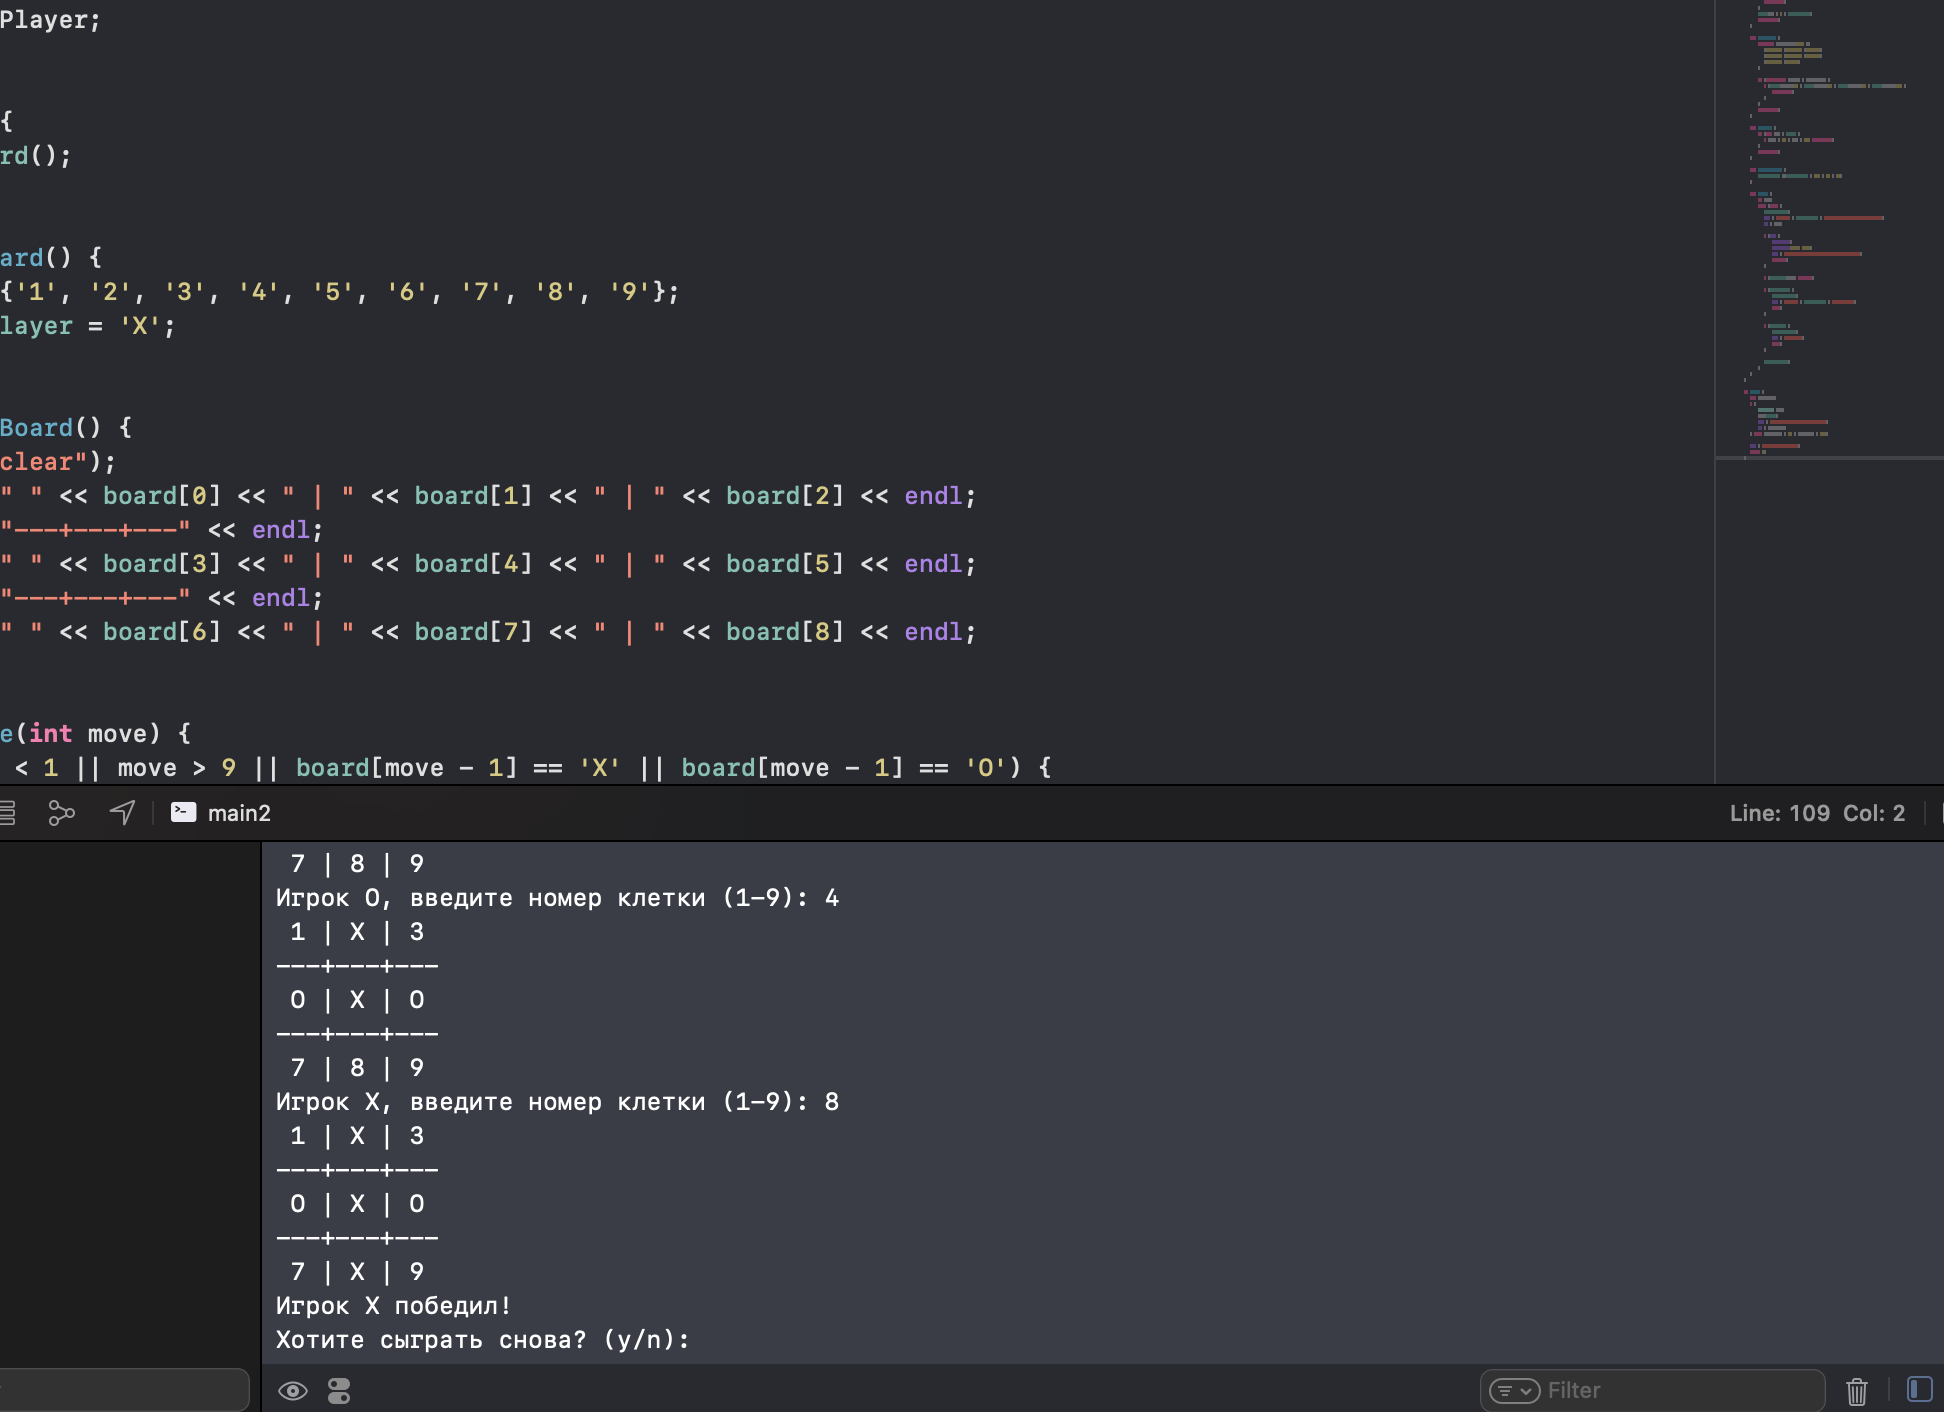 Player;
{
rd();
ard() {
{'1', '2', '3', '4', '5', '6', '7', '8', '9'};
layer = 'X';
Board() {
clear");
" " << board[0] << " | " << board[1] << " | " << board[2] << endl;
"---+---+---" << endl;
" " << board[3] << " | " << board[4] << " | " << board[5] << endl;
"---+---+---" << endl;
" " << board[6] << " | " << board[7] << " | " << board[8] << endl;
e(int move) {
< 1 || move > 9 || board[move - 1] == 'X' || board[move - 1] == 'O') {
main2
Line: 109 Col: 2
7 | 8 | 9
Игрок O, введите номер клетки (1-9): 4
1 | X | 3
---+---+---
O | X | O
---+---+---
7 | 8 | 9
Игрок X, введите номер клетки (1-9): 8
1 | X | 3
---+---+---
O | X | O
---+---+---
7 | X | 9
Игрок X победил!
Хотите сыграть снова? (y/n):
Filter